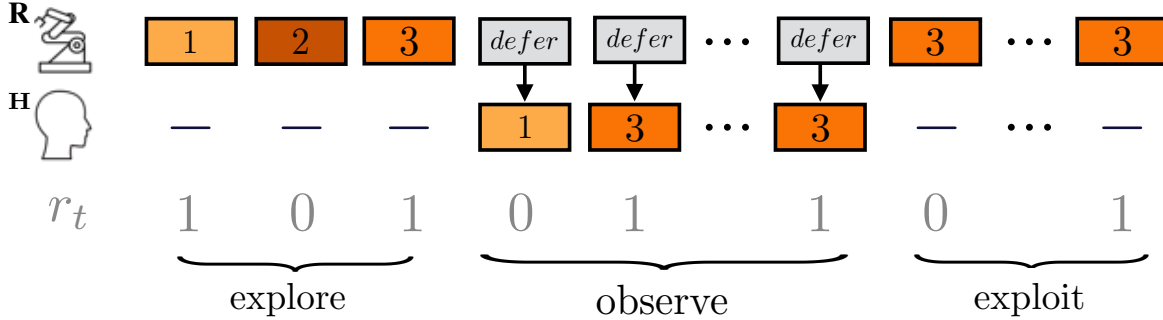 R 1 2 3 defer defer ··· defer 3 ··· 3
H — — — 1 3 ··· 3 — ··· —
r_t 1 0 1 0 1 1 0 1
explore observe exploit